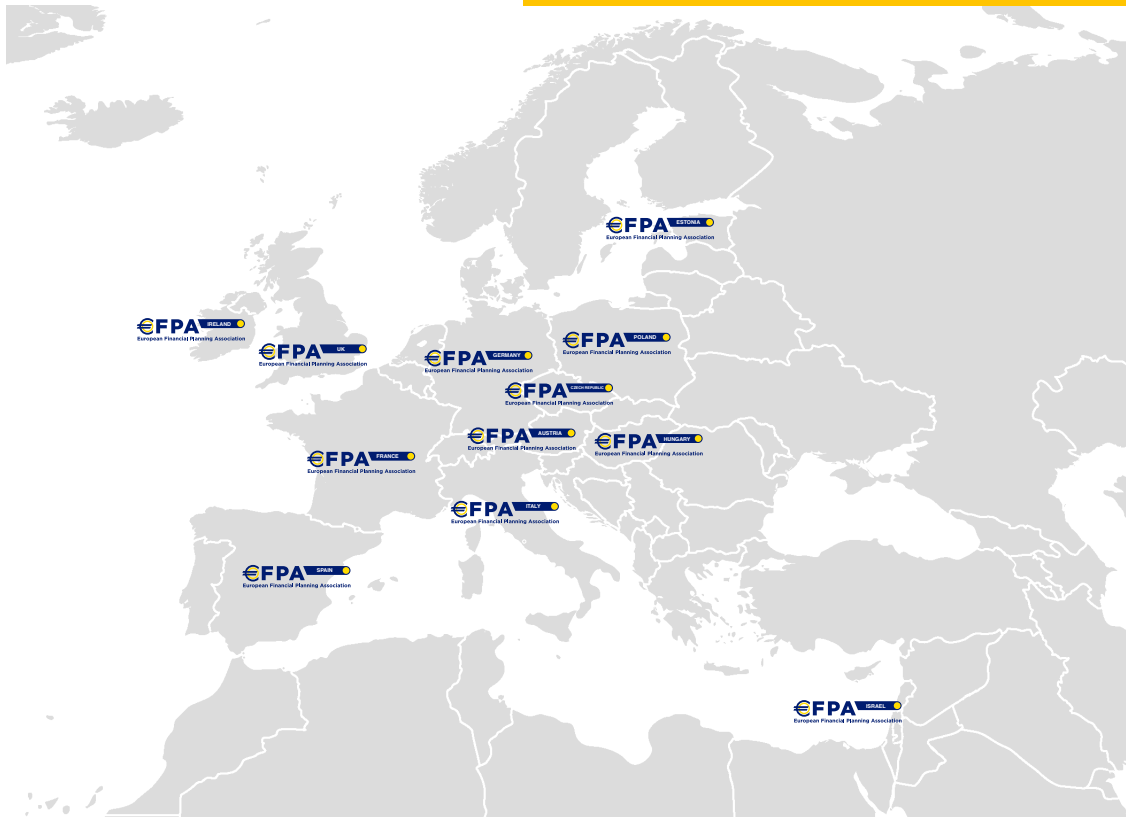 €FPA ESTONIA
European Financial Planning Association
€FPA IRELAND
European Financial Planning Association
€FPA UK
European Financial Planning Association
€FPA GERMANY
European Financial Planning Association
€FPA POLAND
European Financial Planning Association
€FPA CZECH REPUBLIC
European Financial Planning Association
€FPA AUSTRIA
European Financial Planning Association
€FPA HUNGARY
European Financial Planning Association
€FPA FRANCE
European Financial Planning Association
€FPA ITALY
European Financial Planning Association
€FPA SPAIN
European Financial Planning Association
€FPA ISRAEL
European Financial Planning Association